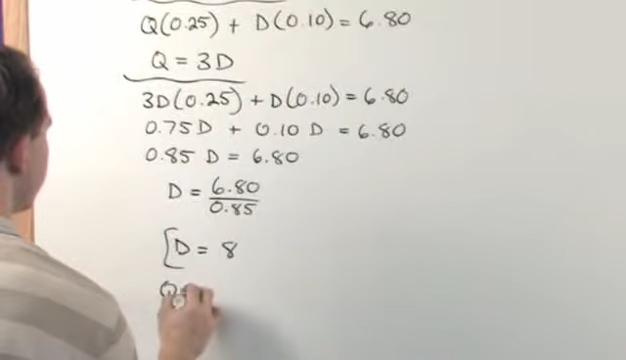 Q(0.25) + D(0.10) = 6.80
Q = 3D
3D(0.25) + D(0.10) = 6.80
0.75D + 0.10 D = 6.80
0.85 D = 6.80
D = 6.80
0.85
[D = 8
Q=